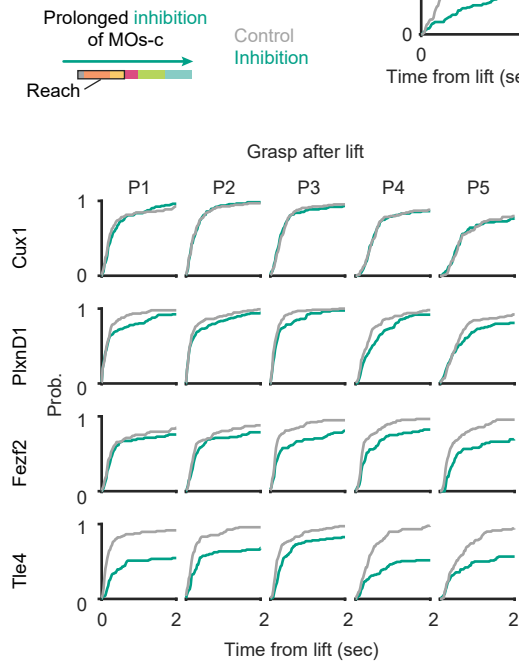 Prolonged inhibition
of MOs-c
Reach
Control
Inhibition
0
0
Time from lift (se
Grasp after lift
P1 P2 P3 P4 P5
Cux1
1
0
PlxnD1
1
0
Prob.
Fezf2
1
0
Tle4
1
0
0 2 2 2 2 2
Time from lift (sec)